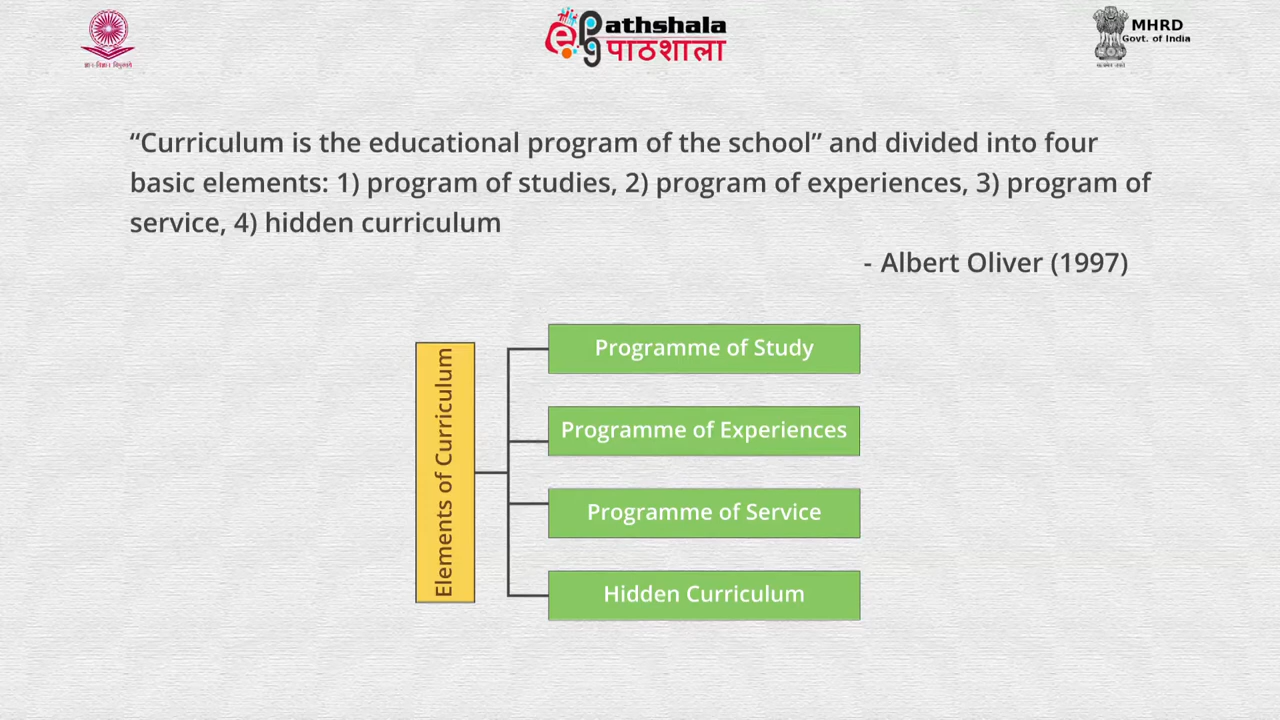 ePathshala
पाठशाला
MHRD
Govt. of India
“Curriculum is the educational program of the school” and divided into four
basic elements: 1) program of studies, 2) program of experiences, 3) program of
service, 4) hidden curriculum
- Albert Oliver (1997)
Elements of Curriculum
Programme of Study
Programme of Experiences
Programme of Service
Hidden Curriculum